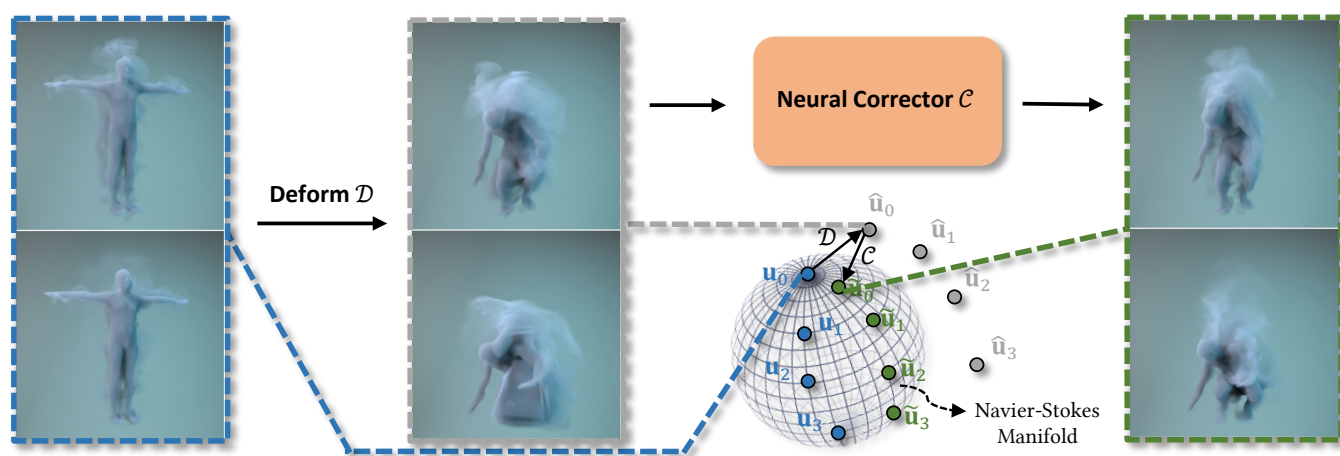 Neural Corrector 𝒞
Deform 𝒟
û₀
𝒟
û₁
𝒞
u₀
ũ₀
û₂
u₁
ũ₁
û₃
u₂
ũ₂
u₃
ũ₃
Navier-Stokes
Manifold